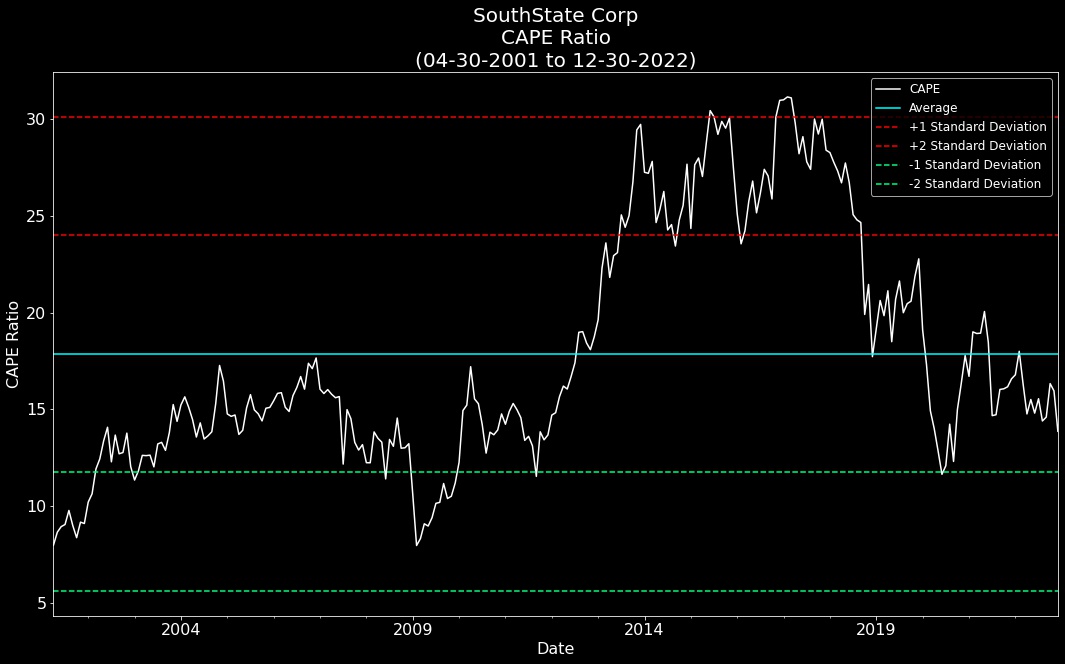 SouthState Corp
CAPE Ratio
(04-30-2001 to 12-30-2022)
CAPE
Average
+1 Standard Deviation
+2 Standard Deviation
-1 Standard Deviation
-2 Standard Deviation
CAPE Ratio
30
25
20
15
10
5
2004
2009
2014
2019
Date